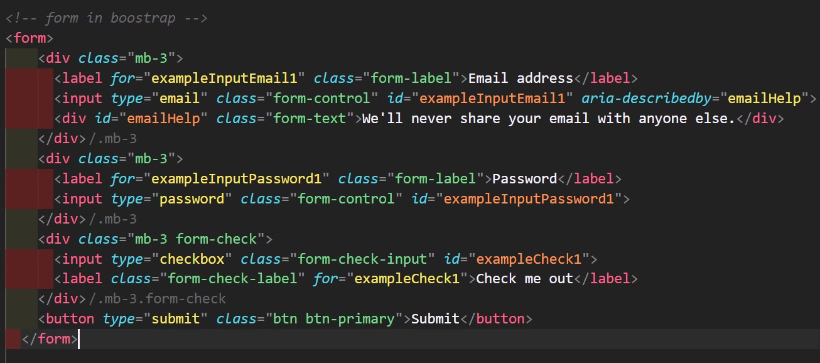 <!-- form in boostrap -->
<form>
<div class="mb-3">
<label for="exampleInputEmail1" class="form-label">Email address</label>
<input type="email" class="form-control" id="exampleInputEmail1" aria-describedby="emailHelp">
<div id="emailHelp" class="form-text">We'll never share your email with anyone else.</div>
</div>/.mb-3
<div class="mb-3">
<label for="exampleInputPassword1" class="form-label">Password</label>
<input type="password" class="form-control" id="exampleInputPassword1">
</div>/.mb-3
<div class="mb-3 form-check">
<input type="checkbox" class="form-check-input" id="exampleCheck1">
<label class="form-check-label" for="exampleCheck1">Check me out</label>
</div>/.mb-3.form-check
<button type="submit" class="btn btn-primary">Submit</button>
</form>